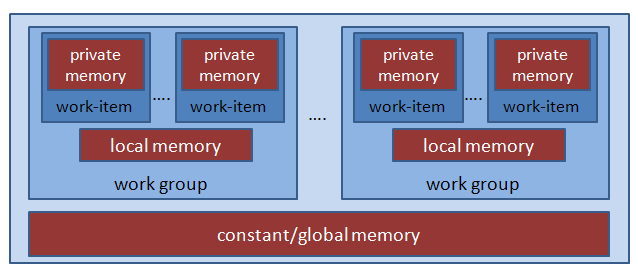 private
memory
work-item
....
private
memory
work-item
local memory
work group
....
private
memory
work-item
....
private
memory
work-item
local memory
work group
constant/global memory